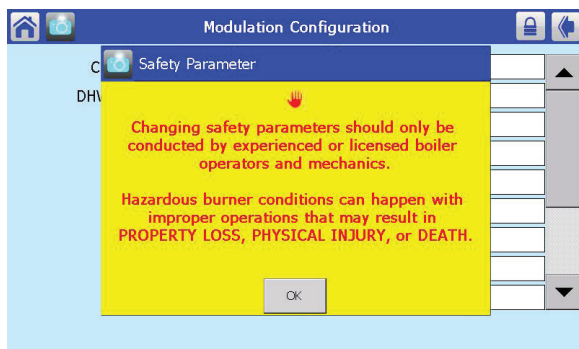 Modulation Configuration
Safety Parameter
C
DHW
Changing safety parameters should only be
conducted by experienced or licensed boiler
operators and mechanics.
Hazardous burner conditions can happen with
improper operations that may result in
PROPERTY LOSS, PHYSICAL INJURY, or DEATH.
OK